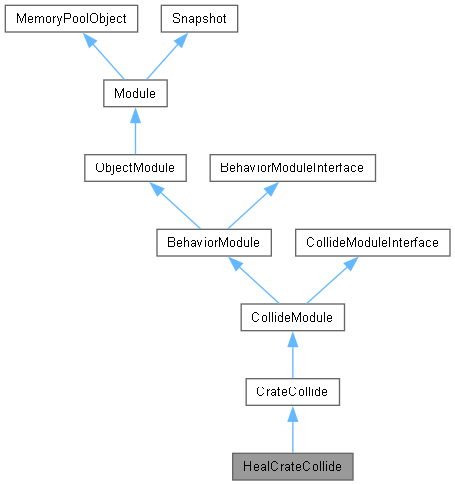 MemoryPoolObject
Snapshot
Module
ObjectModule
BehaviorModuleInterface
BehaviorModule
CollideModuleInterface
CollideModule
CrateCollide
HealCrateCollide